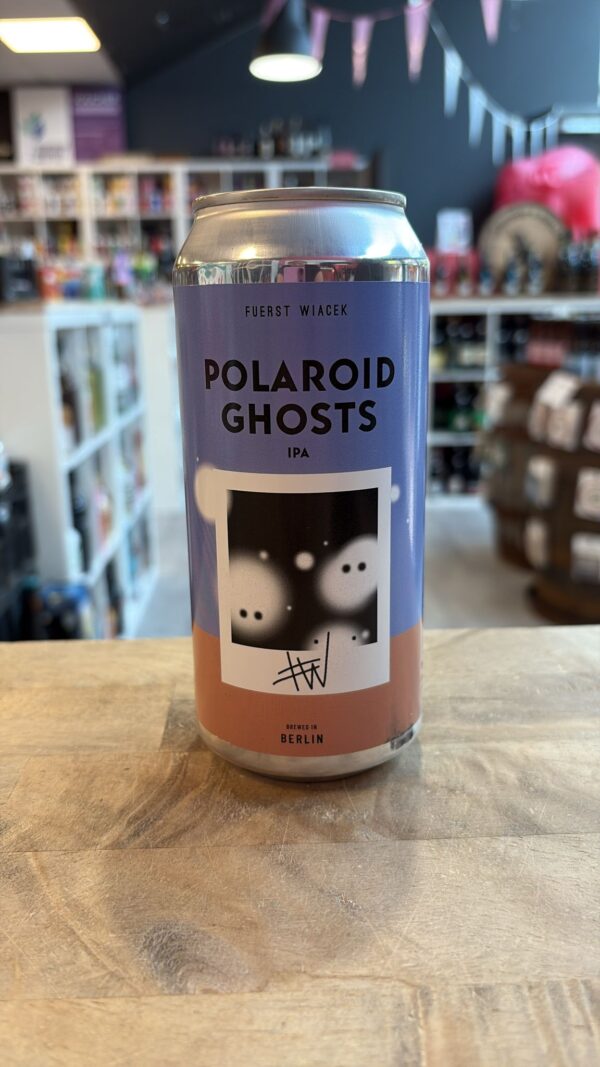 FUERST WIACEK
POLAROID
GHOSTS
IPA
FW
BREWED IN
BERLIN